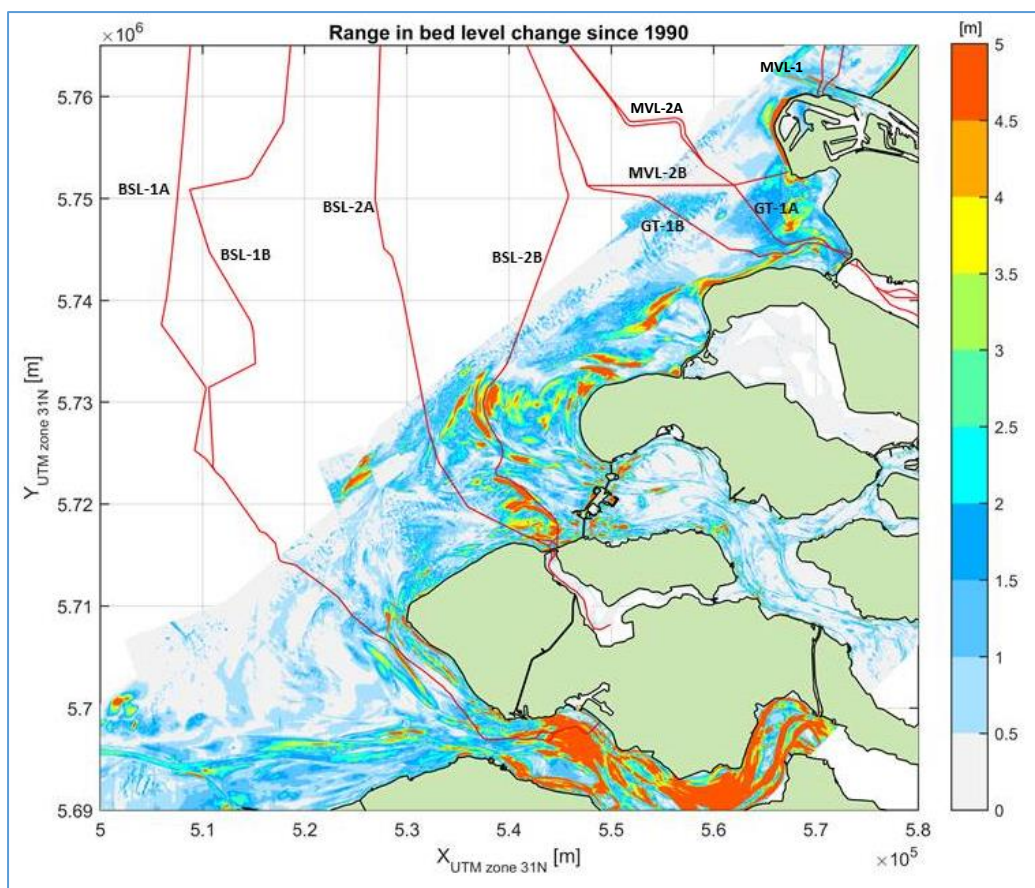 Range in bed level change since 1990
[m]
×10⁶
5
4.5
4
3.5
3
2.5
2
1.5
1
0.5
0
5.76
5.75
5.74
5.73
5.72
5.71
5.7
5.69
Y UTM zone 31N [m]
MVL-1
MVL-2A
MVL-2B
BSL-1A
BSL-2A
GT-1A
GT-1B
BSL-1B
BSL-2B
5 5.1 5.2 5.3 5.4 5.5 5.6 5.7 5.8
X UTM zone 31N [m]
×10⁵